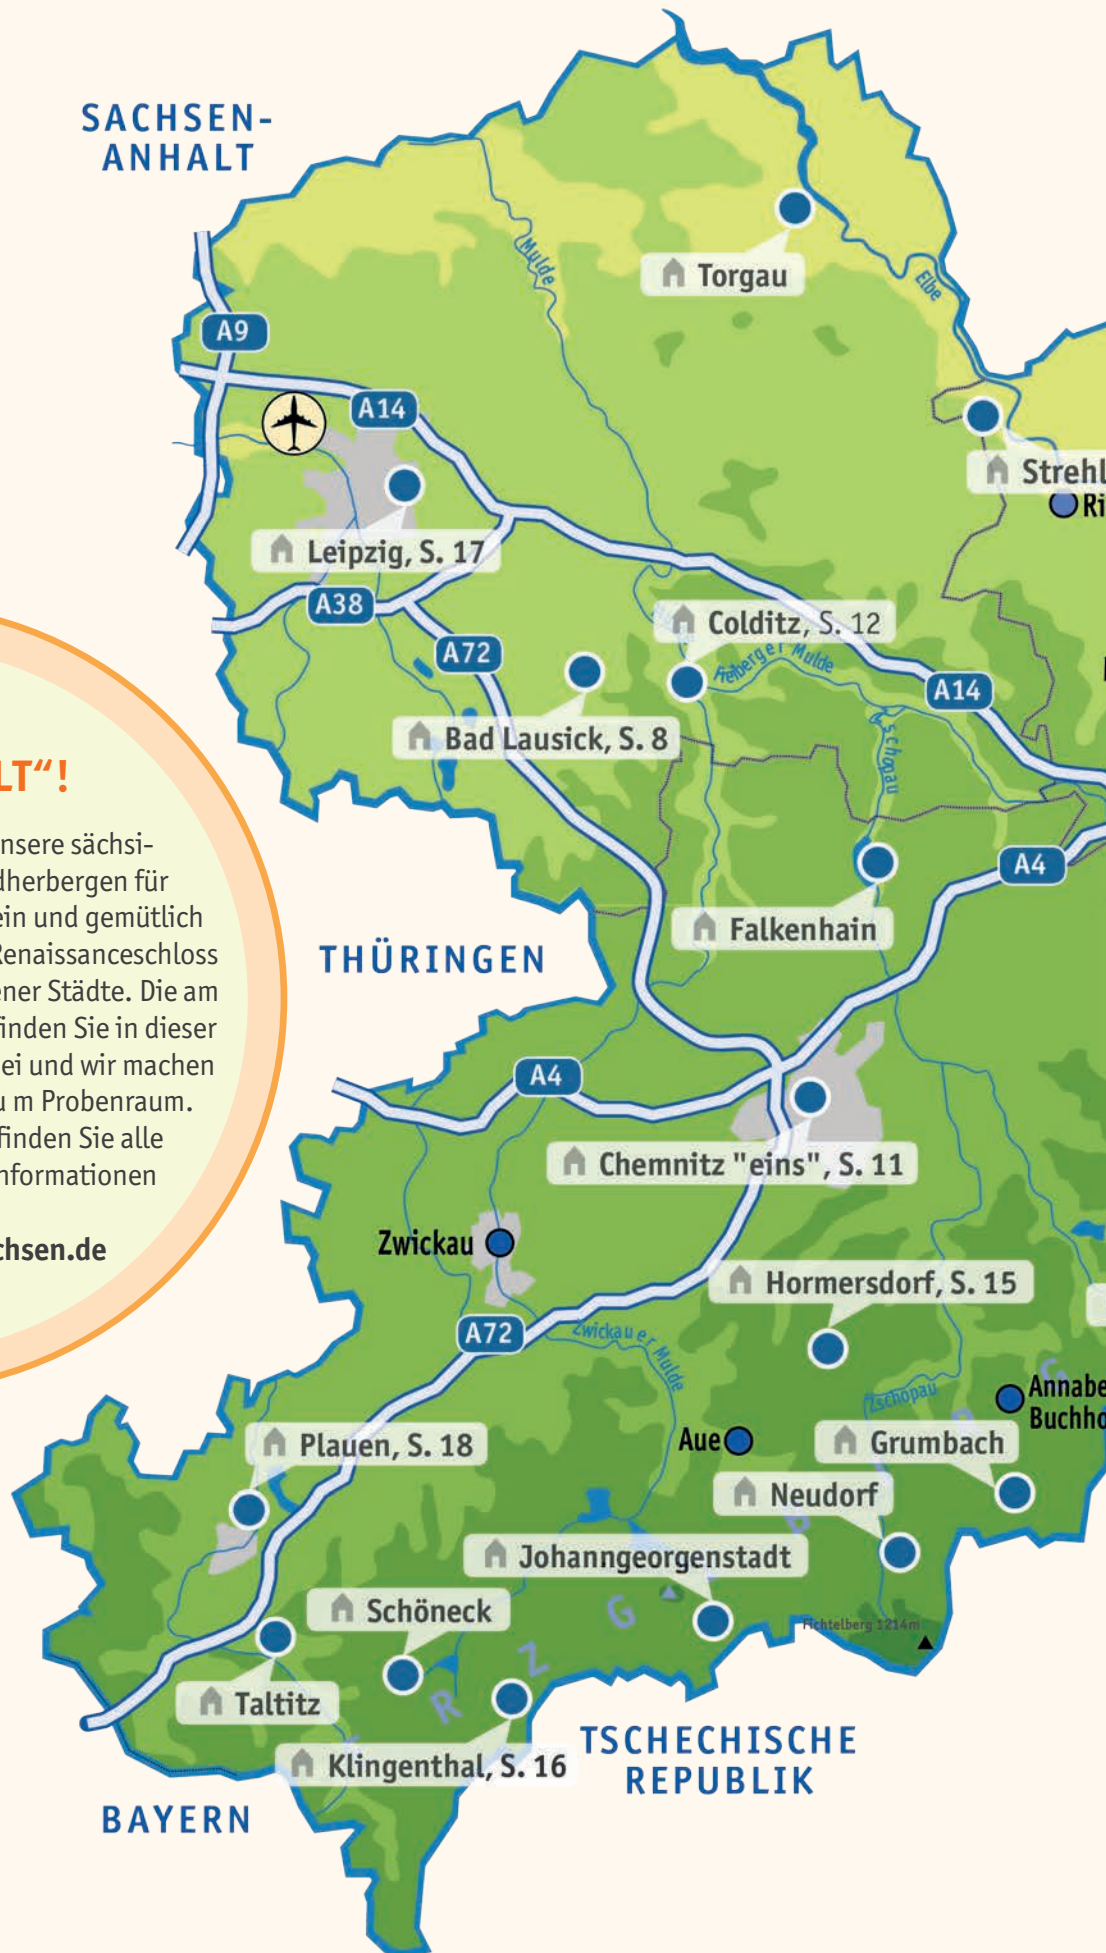 SACHSEN-
ANHALT
Mulde
Torgau
Elbe
A9
A14
Strehl
Ri
Leipzig, S. 17
A38
Colditz, S. 12
A72
Freiberger Mulde
A14
Bad Lausick, S. 8
Zschopau
LT“!
nsere sächsi-
dherbergen für
ein und gemütlich
Renaissanceschloss
ener Städte. Die am
finden Sie in dieser
ei und wir machen
u m Probenraum.
finden Sie alle
nformationen
chsen.de
A4
Falkenhain
THÜRINGEN
A4
Chemnitz "eins", S. 11
Zwickau
Hormersdorf, S. 15
A72
Zwickauer Mulde
Zschopau
Annabe
Buchho
Plauen, S. 18
Aue
Grumbach
Neudorf
Johanngeorgenstadt
Schöneck
Fichtelberg 1214m
R Z G B
G
Taltitz
Klingenthal, S. 16
TSCHECHISCHE
REPUBLIK
BAYERN